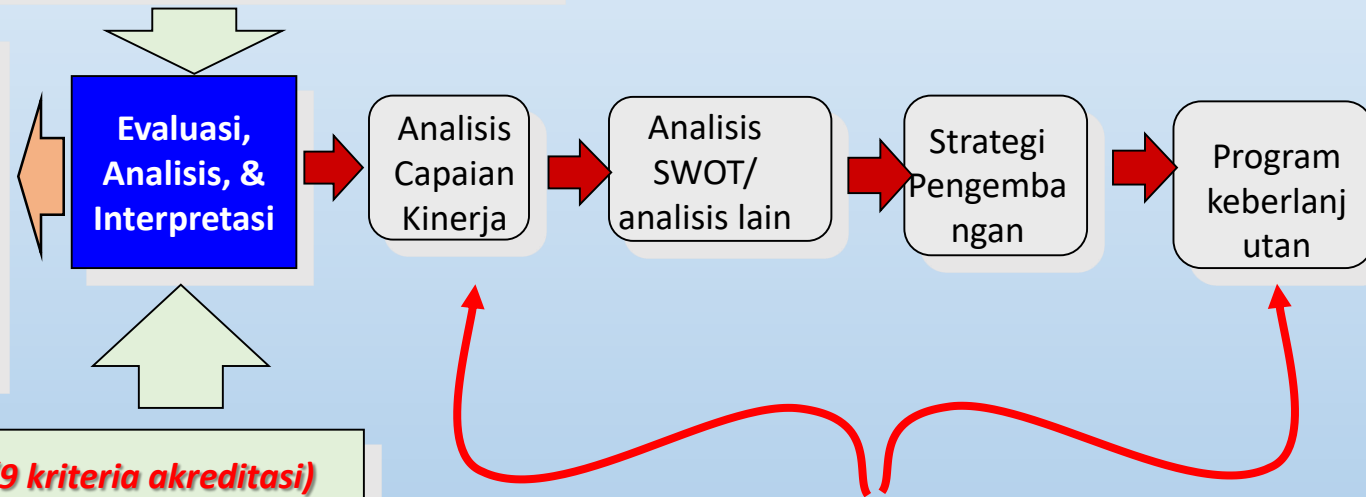 Evaluasi,
Analisis, &
Interpretasi
Analisis
Capaian
Kinerja
Analisis
SWOT/
analisis lain
Strategi
Pengemba
ngan
Program
keberlanj
utan
(9 kriteria akreditasi)